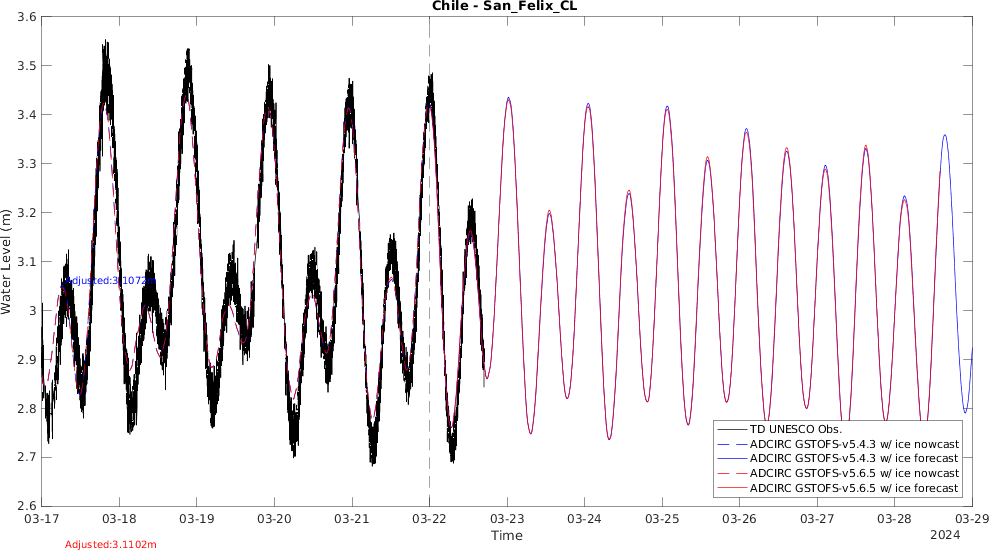 Chile - San_Felix_CL
3.6
3.5
3.4
3.3
3.2
3.1
3
2.9
2.8
2.7
2.6
Water Level (m)
Adjusted:3.1072m
TD UNESCO Obs.
ADCIRC GSTOFS-v5.4.3 w/ ice nowcast
ADCIRC GSTOFS-v5.4.3 w/ ice forecast
ADCIRC GSTOFS-v5.6.5 w/ ice nowcast
ADCIRC GSTOFS-v5.6.5 w/ ice forecast
03-17 03-18 03-19 03-20 03-21 03-22 03-23 03-24 03-25 03-26 03-27 03-28 03-29
Time
2024
Adjusted:3.1102m